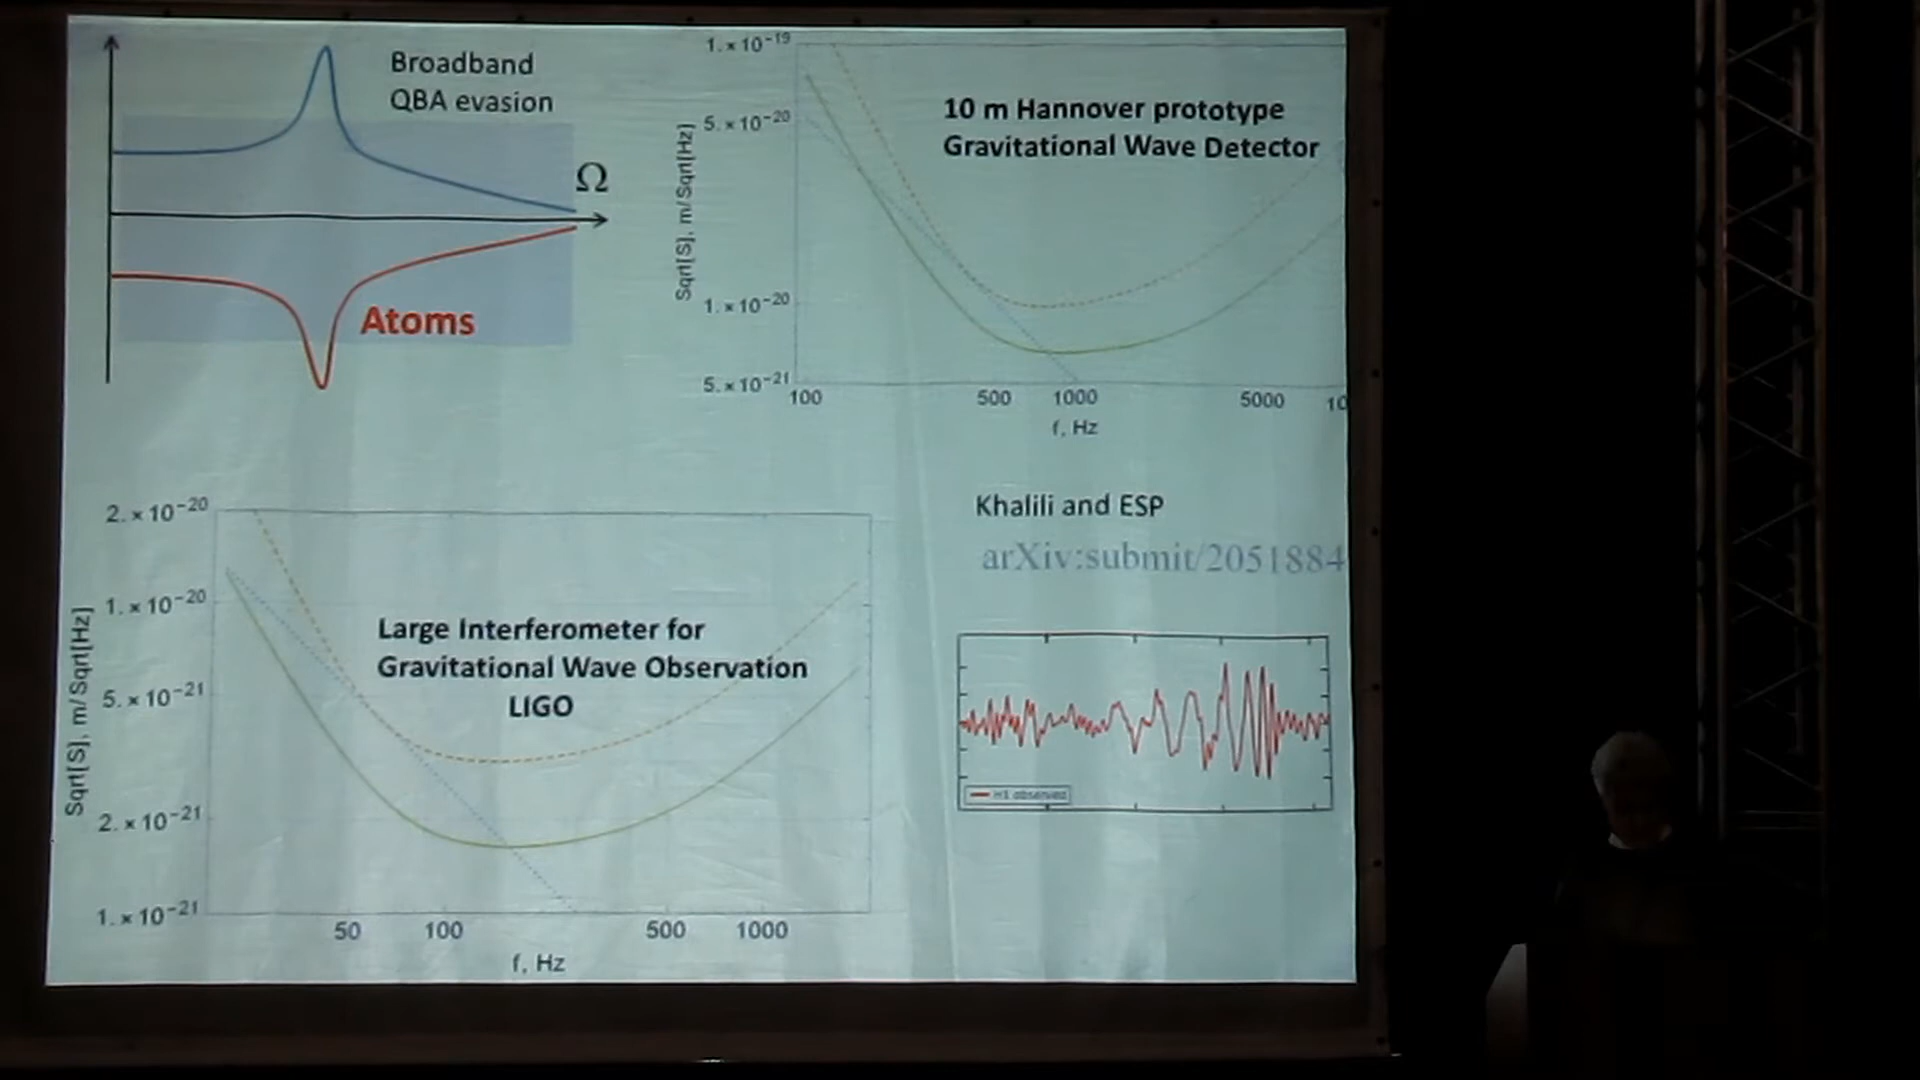 Broadband
QBA evasion
Ω
Atoms
1.×10⁻¹⁹
5.×10⁻²⁰
1.×10⁻²⁰
5.×10⁻²¹
Sqrt[S], m/Sqrt[Hz]
10 m Hannover prototype
Gravitational Wave Detector
100 500 1000 5000 10
f, Hz
2.×10⁻²⁰
1.×10⁻²⁰
5.×10⁻²¹
2.×10⁻²¹
1.×10⁻²¹
Sqrt[S], m/Sqrt[Hz]
Large Interferometer for
Gravitational Wave Observation
LIGO
50 100 500 1000
f, Hz
Khalili and ESP
arXiv:submit/2051884
H1 observed